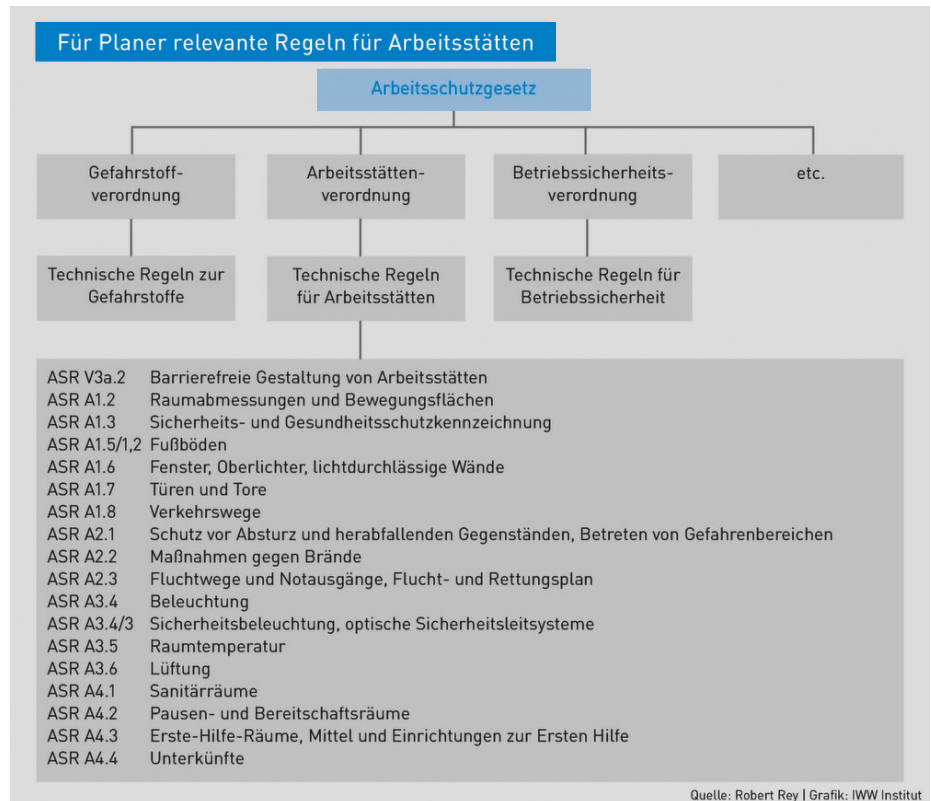 Für Planer relevante Regeln für Arbeitsstätten
Arbeitsschutzgesetz
Gefahrstoff-
verordnung
Arbeitsstätten-
verordnung
Betriebssicherheits-
verordnung
etc.
Technische Regeln zur
Gefahrstoffe
Technische Regeln
für Arbeitsstätten
Technische Regeln für
Betriebssicherheit
ASR V3a.2 Barrierefreie Gestaltung von Arbeitsstätten
ASR A1.2 Raumabmessungen und Bewegungsflächen
ASR A1.3 Sicherheits- und Gesundheitsschutzkennzeichnung
ASR A1.5/1,2 Fußböden
ASR A1.6 Fenster, Oberlichter, lichtdurchlässige Wände
ASR A1.7 Türen und Tore
ASR A1.8 Verkehrswege
ASR A2.1 Schutz vor Absturz und herabfallenden Gegenständen, Betreten von Gefahrenbereichen
ASR A2.2 Maßnahmen gegen Brände
ASR A2.3 Fluchtwege und Notausgänge, Flucht- und Rettungsplan
ASR A3.4 Beleuchtung
ASR A3.4/3 Sicherheitsbeleuchtung, optische Sicherheitsleitsysteme
ASR A3.5 Raumtemperatur
ASR A3.6 Lüftung
ASR A4.1 Sanitärräume
ASR A4.2 Pausen- und Bereitschaftsräume
ASR A4.3 Erste-Hilfe-Räume, Mittel und Einrichtungen zur Ersten Hilfe
ASR A4.4 Unterkünfte
Quelle: Robert Rey | Grafik: IWW Institut